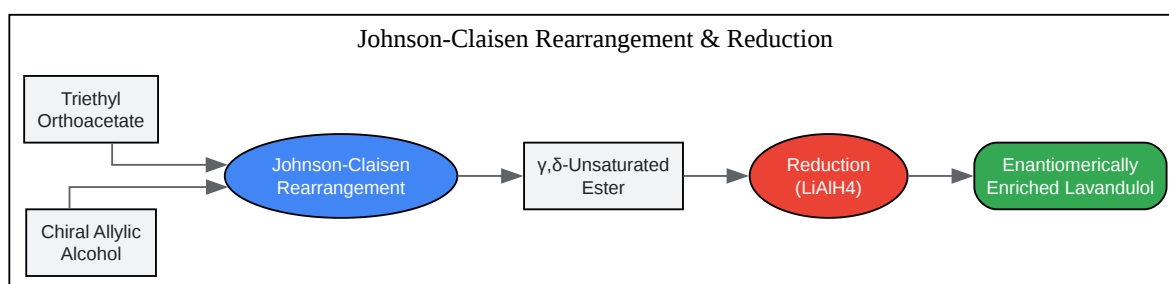 Johnson-Claisen Rearrangement & Reduction
Triethyl
Orthoacetate
Chiral Allylic
Alcohol
Johnson-Claisen
Rearrangement
γ,δ-Unsaturated
Ester
Reduction
(LiAlH4)
Enantiomerically
Enriched Lavandulol